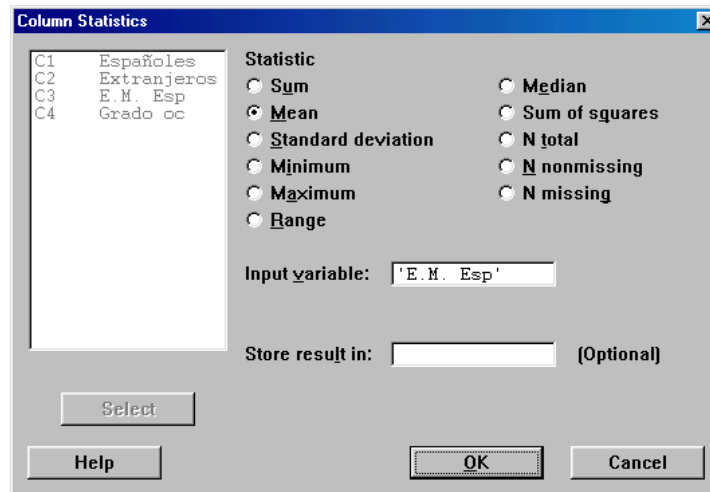 Column Statistics
C1 Españoles
C2 Extranjeros
C3 E.M. Esp
C4 Grado oc
Statistic
Sum
Mean
Standard deviation
Minimum
Maximum
Range
Median
Sum of squares
N total
N nonmissing
N missing
Input variable: 'E.M. Esp'
Store result in: (Optional)
Select
Help
OK
Cancel